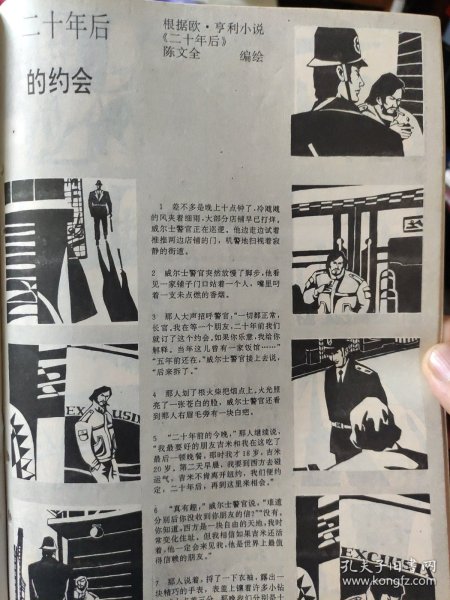 二十年后
的约会
根据欧·亨利小说
《二十年后》
陈文全 编绘
1 差不多是晚上十点钟了，冷飕飕
的风夹着细雨，大部分店铺早已打烊。
威尔士警官正在巡逻。他边走边试着
推推两边店铺的门，机警地扫视着寂
静的街道。
2 威尔士警官突然放慢了脚步，他看
见一家铺子门口站着一个人，嘴里叼
着一支未点燃的香烟。
3 那人大声招呼警官：“一切都正常，
长官。我在等一个朋友，二十年前我们
就订了这个约会。如果你乐意，我给你
解释。当年这儿曾有一家饭馆……”
“五年前还在，”威尔士警官接上去说，
“后来拆了。”
4 那人划了根火柴把烟点上。火光照
亮了一张苍白的脸，威尔士警官还看
到那人右眉毛旁有一块白疤。
5 “二十年前的今晚，”那人继续说，
“我最要好的朋友吉米和我在这吃了
最后一顿晚餐，那时我才18岁，吉米
20岁。第二天早晨，我要到西方去碰
运气，吉米不肯离开纽约，我们便约
定，二十年后，再到这里来相会。”
6 “真有趣，”威尔士警官说，“难道
分别后你没收到你朋友的信？”“没有，
你知道，西方是一块自由的天地，我时
常变化住址。但我相信如果吉米还活
着，他一定会来见我，他是世界上最值
得信赖的朋友。”
7 那人说着，捋了一下衣袖，露出一
块精巧的手表，表盖上镶着许多小钻
EXCUSIN
EXCUSIN
孔夫子旧书网